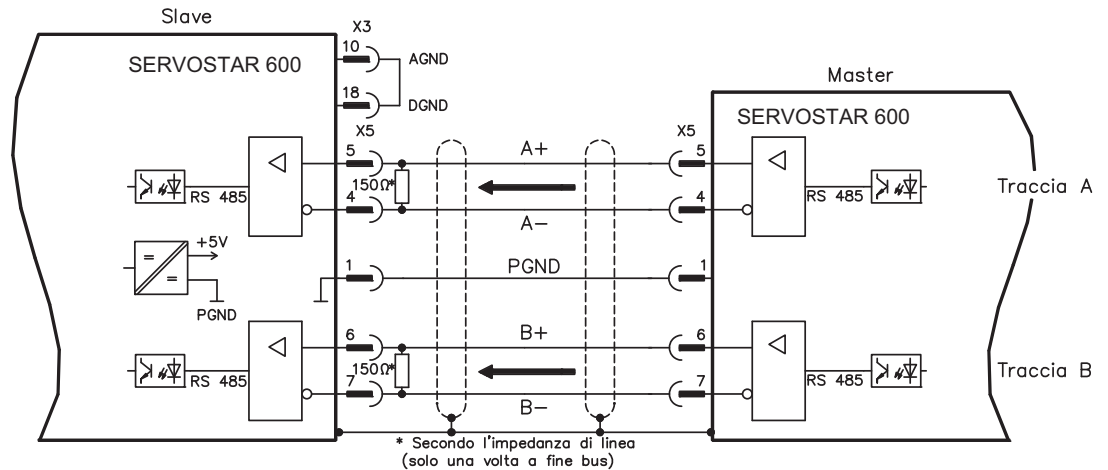 Slave
SERVOSTAR 600
X3
10
AGND
18
DGND
X5
5
A+
150Ω*
RS 485
4
A-
+5V
=
=
PGND
1
PGND
6
B+
150Ω*
RS 485
7
B-
Master
SERVOSTAR 600
X5
5
RS 485
Traccia A
4
1
6
RS 485
Traccia B
7
* Secondo l'impedanza di linea
(solo una volta a fine bus)